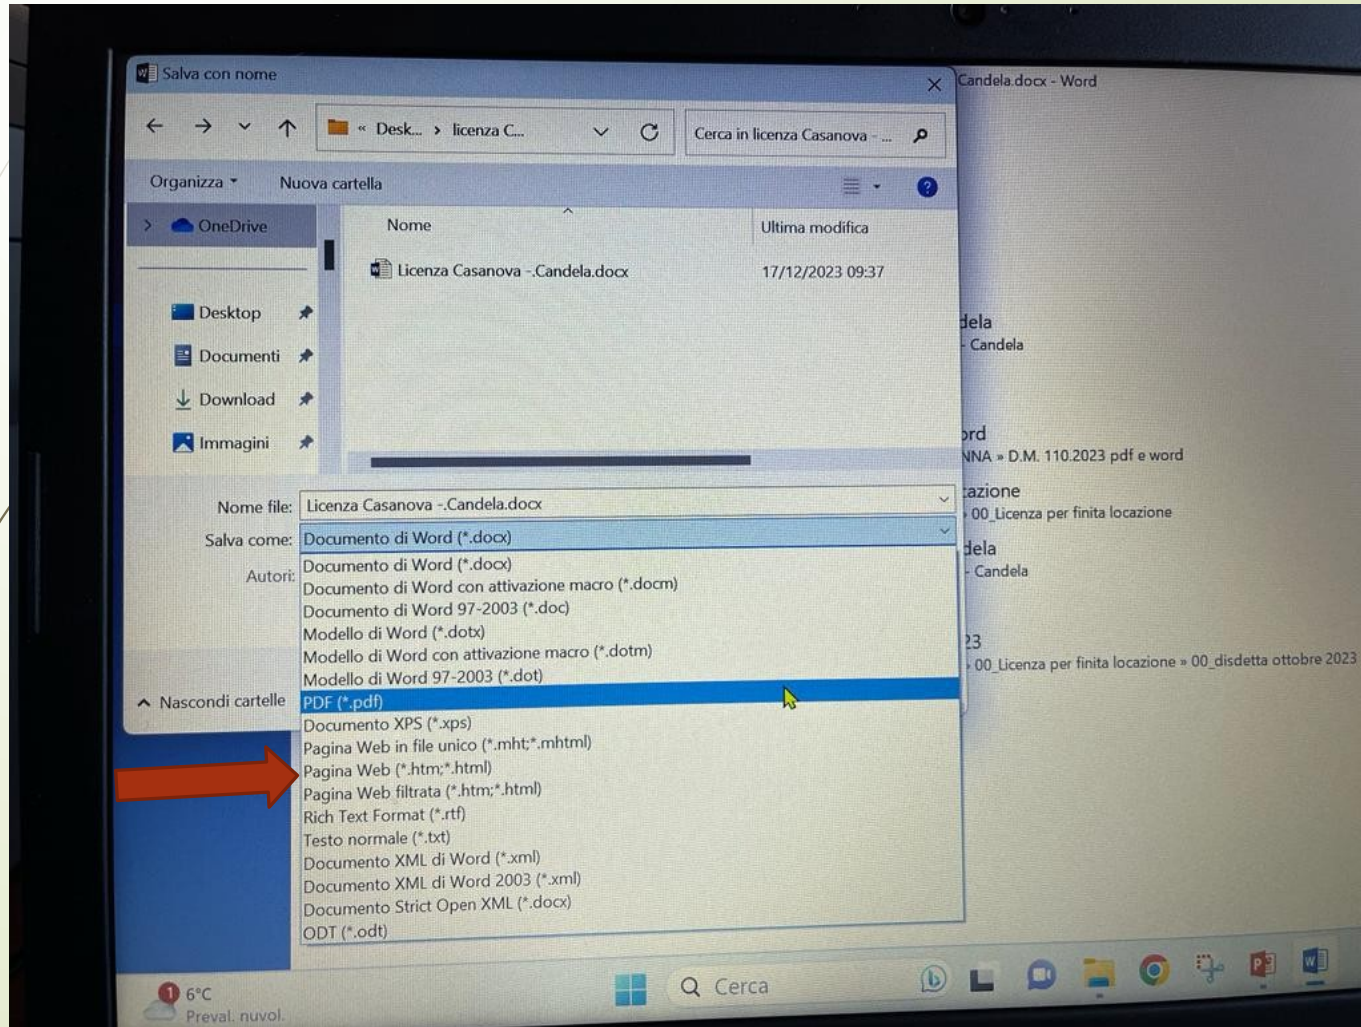 Salva con nome
Candela.docx - Word
« Desk... > licenza C...
Cerca in licenza Casanova - ...
Organizza
Nuova cartella
OneDrive
Nome
Ultima modifica
Licenza Casanova -.Candela.docx
17/12/2023 09:37
Desktop
Documenti
Download
Immagini
dela
- Candela
ord
NNA » D.M. 110.2023 pdf e word
tazione
» 00_Licenza per finita locazione
dela
- Candela
23
» 00_Licenza per finita locazione » 00_disdetta ottobre 2023
Nome file: Licenza Casanova -.Candela.docx
Salva come: Documento di Word (*.docx)
Autori:
Documento di Word (*.docx)
Documento di Word con attivazione macro (*.docm)
Documento di Word 97-2003 (*.doc)
Modello di Word (*.dotx)
Modello di Word con attivazione macro (*.dotm)
Modello di Word 97-2003 (*.dot)
Nascondi cartelle
PDF (*.pdf)
Documento XPS (*.xps)
Pagina Web in file unico (*.mht;*.mhtml)
Pagina Web (*.htm;*.html)
Pagina Web filtrata (*.htm;*.html)
Rich Text Format (*.rtf)
Testo normale (*.txt)
Documento XML di Word (*.xml)
Documento XML di Word 2003 (*.xml)
Documento Strict Open XML (*.docx)
ODT (*.odt)
1
6°C
Preval. nuvol.
Cerca